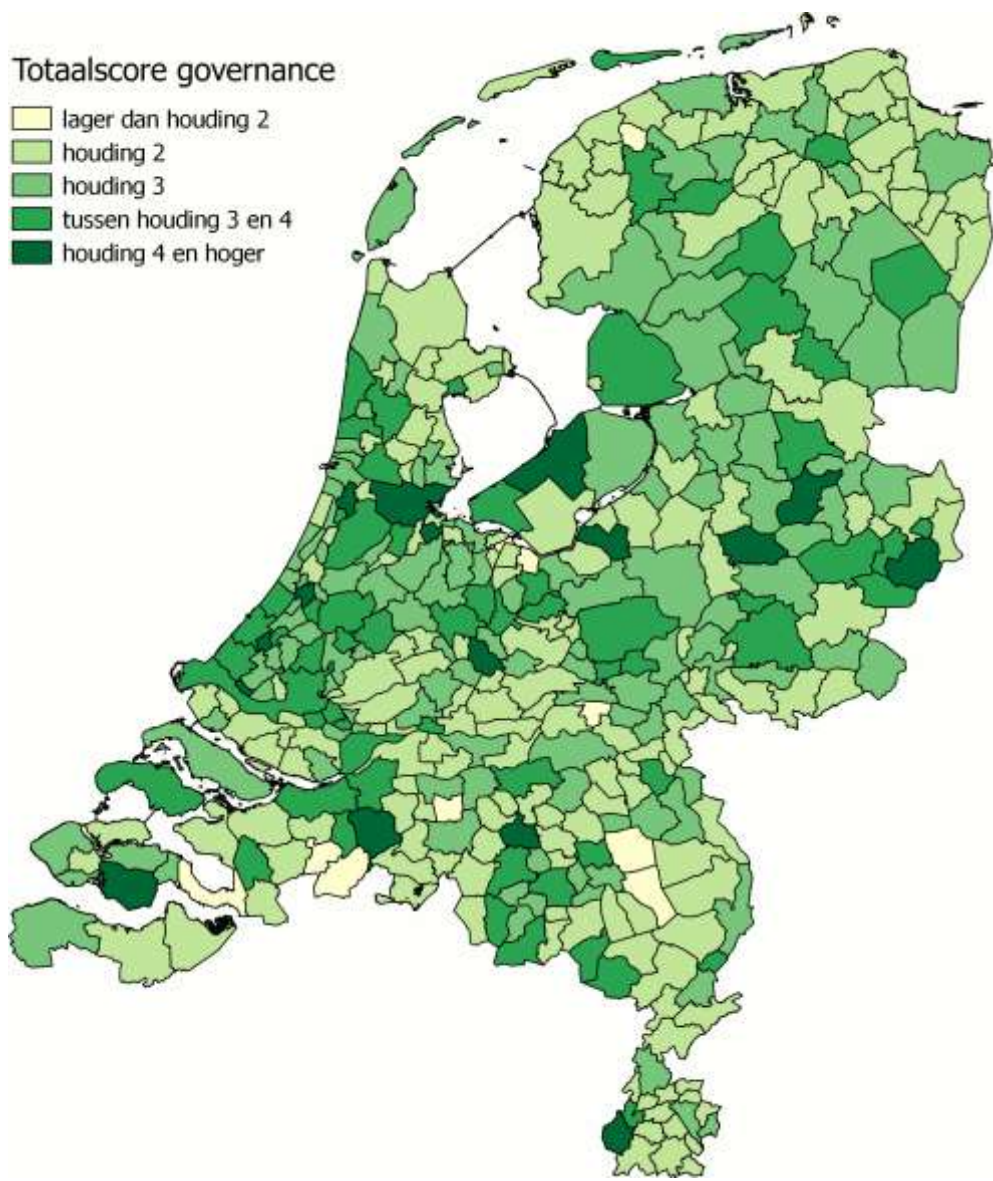 Totaalscore governance
lager dan houding 2
houding 2
houding 3
tussen houding 3 en 4
houding 4 en hoger